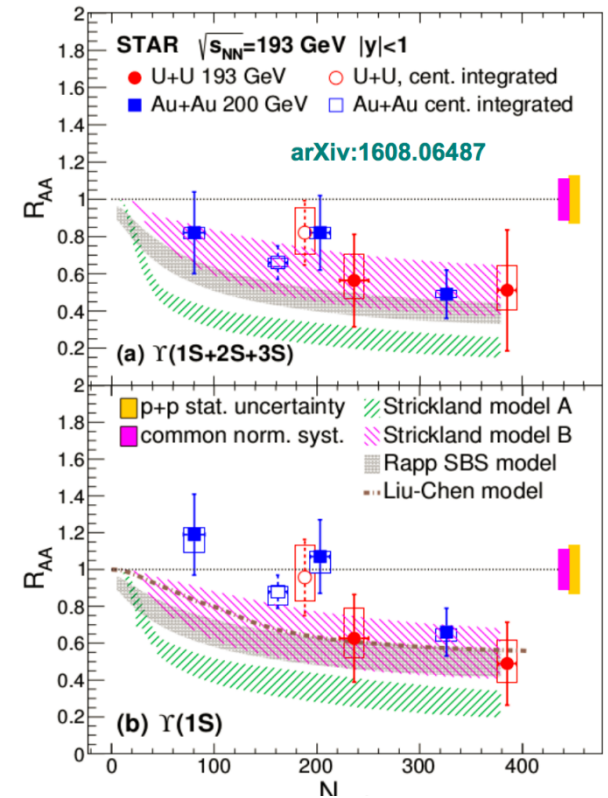 2
1.8
1.6
1.4
1.2
1
0.8
0.6
0.4
0.2
R_AA
STAR √s_NN=193 GeV |y|<1
U+U 193 GeV
U+U, cent. integrated
Au+Au 200 GeV
Au+Au cent. integrated
arXiv:1608.06487
(a) ϒ(1S+2S+3S)
2
1.8
1.6
1.4
1.2
1
0.8
0.6
0.4
0.2
0
R_AA
p+p stat. uncertainty
common norm. syst.
Strickland model A
Strickland model B
Rapp SBS model
Liu-Chen model
(b) ϒ(1S)
0 100 200 300 400